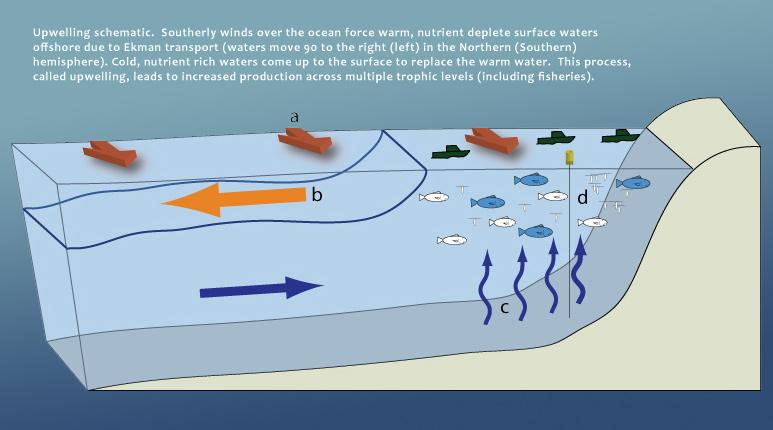 Upwelling schematic.  Southerly winds over the ocean force warm, nutrient deplete surface waters
offshore due to Ekman transport (waters move 90 to the right (left) in the Northern (Southern)
hemisphere). Cold, nutrient rich waters come up to the surface to replace the warm water.  This process,
called upwelling, leads to increased production across multiple trophic levels (including fisheries).
a
b
d
c